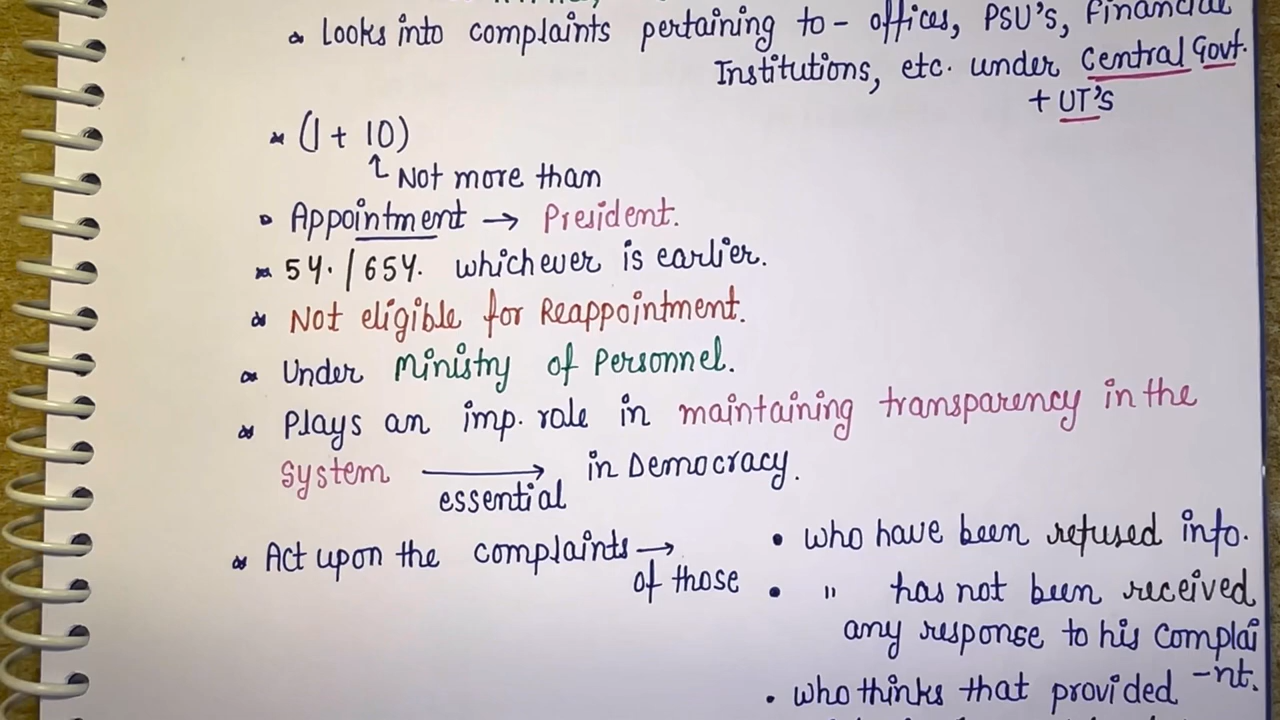 Looks into complaints pertaining to - offices, PSU's, Financial
Institutions, etc. under Central Govt.
+ UT's
(1 + 10)
Not more than
Appointment → President.
5Y. / 65Y. whichever is earlier.
Not eligible for Reappointment.
Under Ministry of Personnel.
Plays an imp. role in maintaining transparency in the
system → in Democracy.
essential
Act upon the complaints → • who have been refused info.
of those • " has not been received
any response to his Complai
-nt.
• who thinks that provided